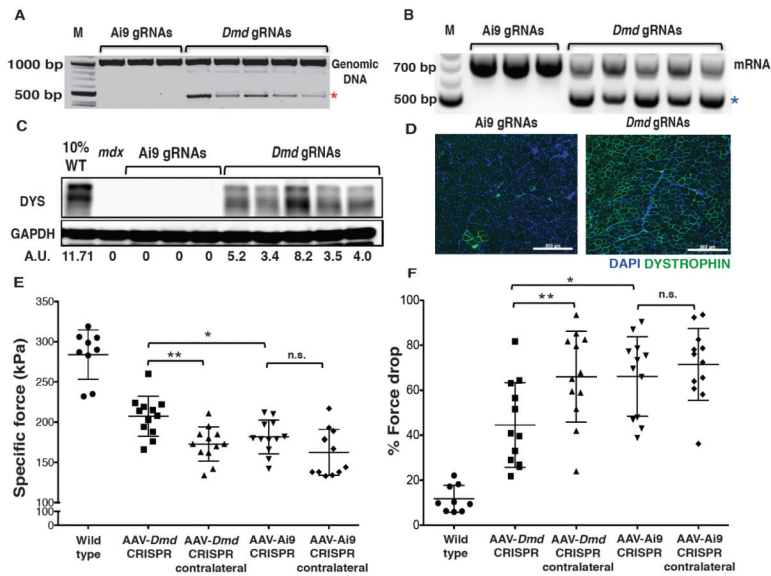 A
M
Ai9 gRNAs
Dmd gRNAs
1000 bp
500 bp
Genomic
DNA
*
B
M
Ai9 gRNAs
Dmd gRNAs
700 bp
500 bp
mRNA
*
C
10%
WT
mdx
Ai9 gRNAs
Dmd gRNAs
DYS
GAPDH
A.U. 11.71 0 0 0 0 5.2 3.4 8.2 3.5 4.0
D
Ai9 gRNAs
Dmd gRNAs
DAPI DYSTROPHIN
E
Specific force (kPa)
350
300
250
200
150
100
100
0
**
*
n.s.
Wild
type
AAV-Dmd
CRISPR
AAV-Dmd
CRISPR
contralateral
AAV-Ai9
CRISPR
AAV-Ai9
CRISPR
contralateral
F
% Force drop
100
80
60
40
20
0
**
*
n.s.
Wild
type
AAV-Dmd
CRISPR
AAV-Dmd
CRISPR
contralateral
AAV-Ai9
CRISPR
AAV-Ai9
CRISPR
contralateral